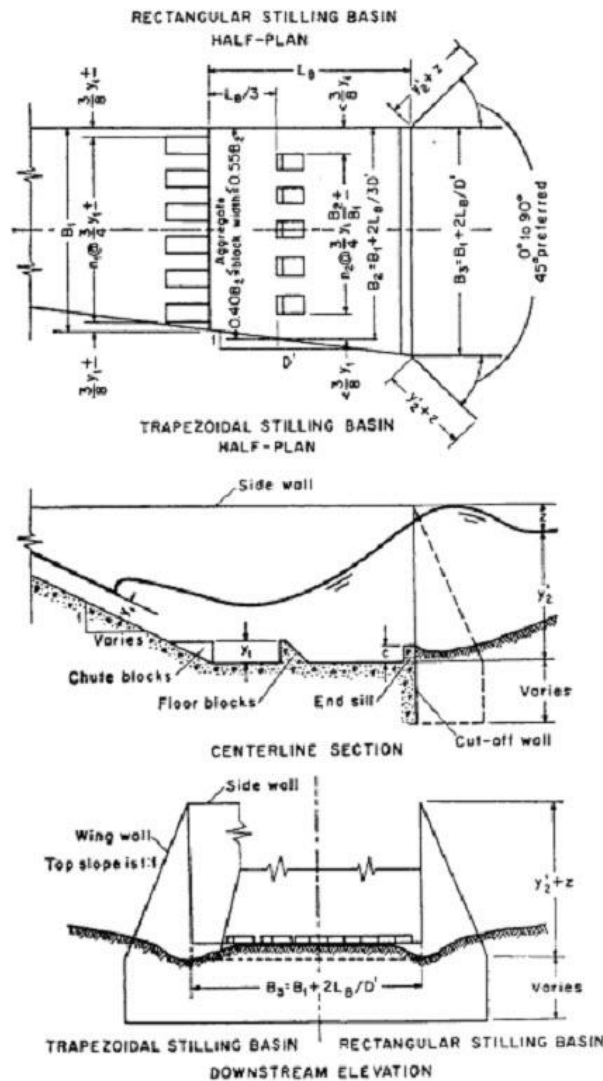 RECTANGULAR STILLING BASIN
HALF-PLAN
L_B
y₂'+z
3/8 y₁±
L_B/3
<3/8 y₁
B₁
n₁@3/4 y₁±
Aggregate
0.40B₂≤block width≤0.55B₂
n₂@3/4 y₁ B₂/B₁±
B₂=B₁+2L_B/3D'
B₃=B₁+2L_B/D'
0° to 90°
45° preferred
1
D'
3/8 y₁±
<3/8 y₁
y₂'+z
TRAPEZOIDAL STILLING BASIN
HALF-PLAN
Side wall
z
y₂'
y₁
1
Varies
y₁
c
Chute blocks
Floor blocks
End sill
Varies
Cut-off wall
CENTERLINE SECTION
Side wall
Wing wall
Top slope is 1:1
y₂'+z
B₃=B₁+2L_B/D'
Varies
TRAPEZOIDAL STILLING BASIN
RECTANGULAR STILLING BASIN
DOWNSTREAM ELEVATION